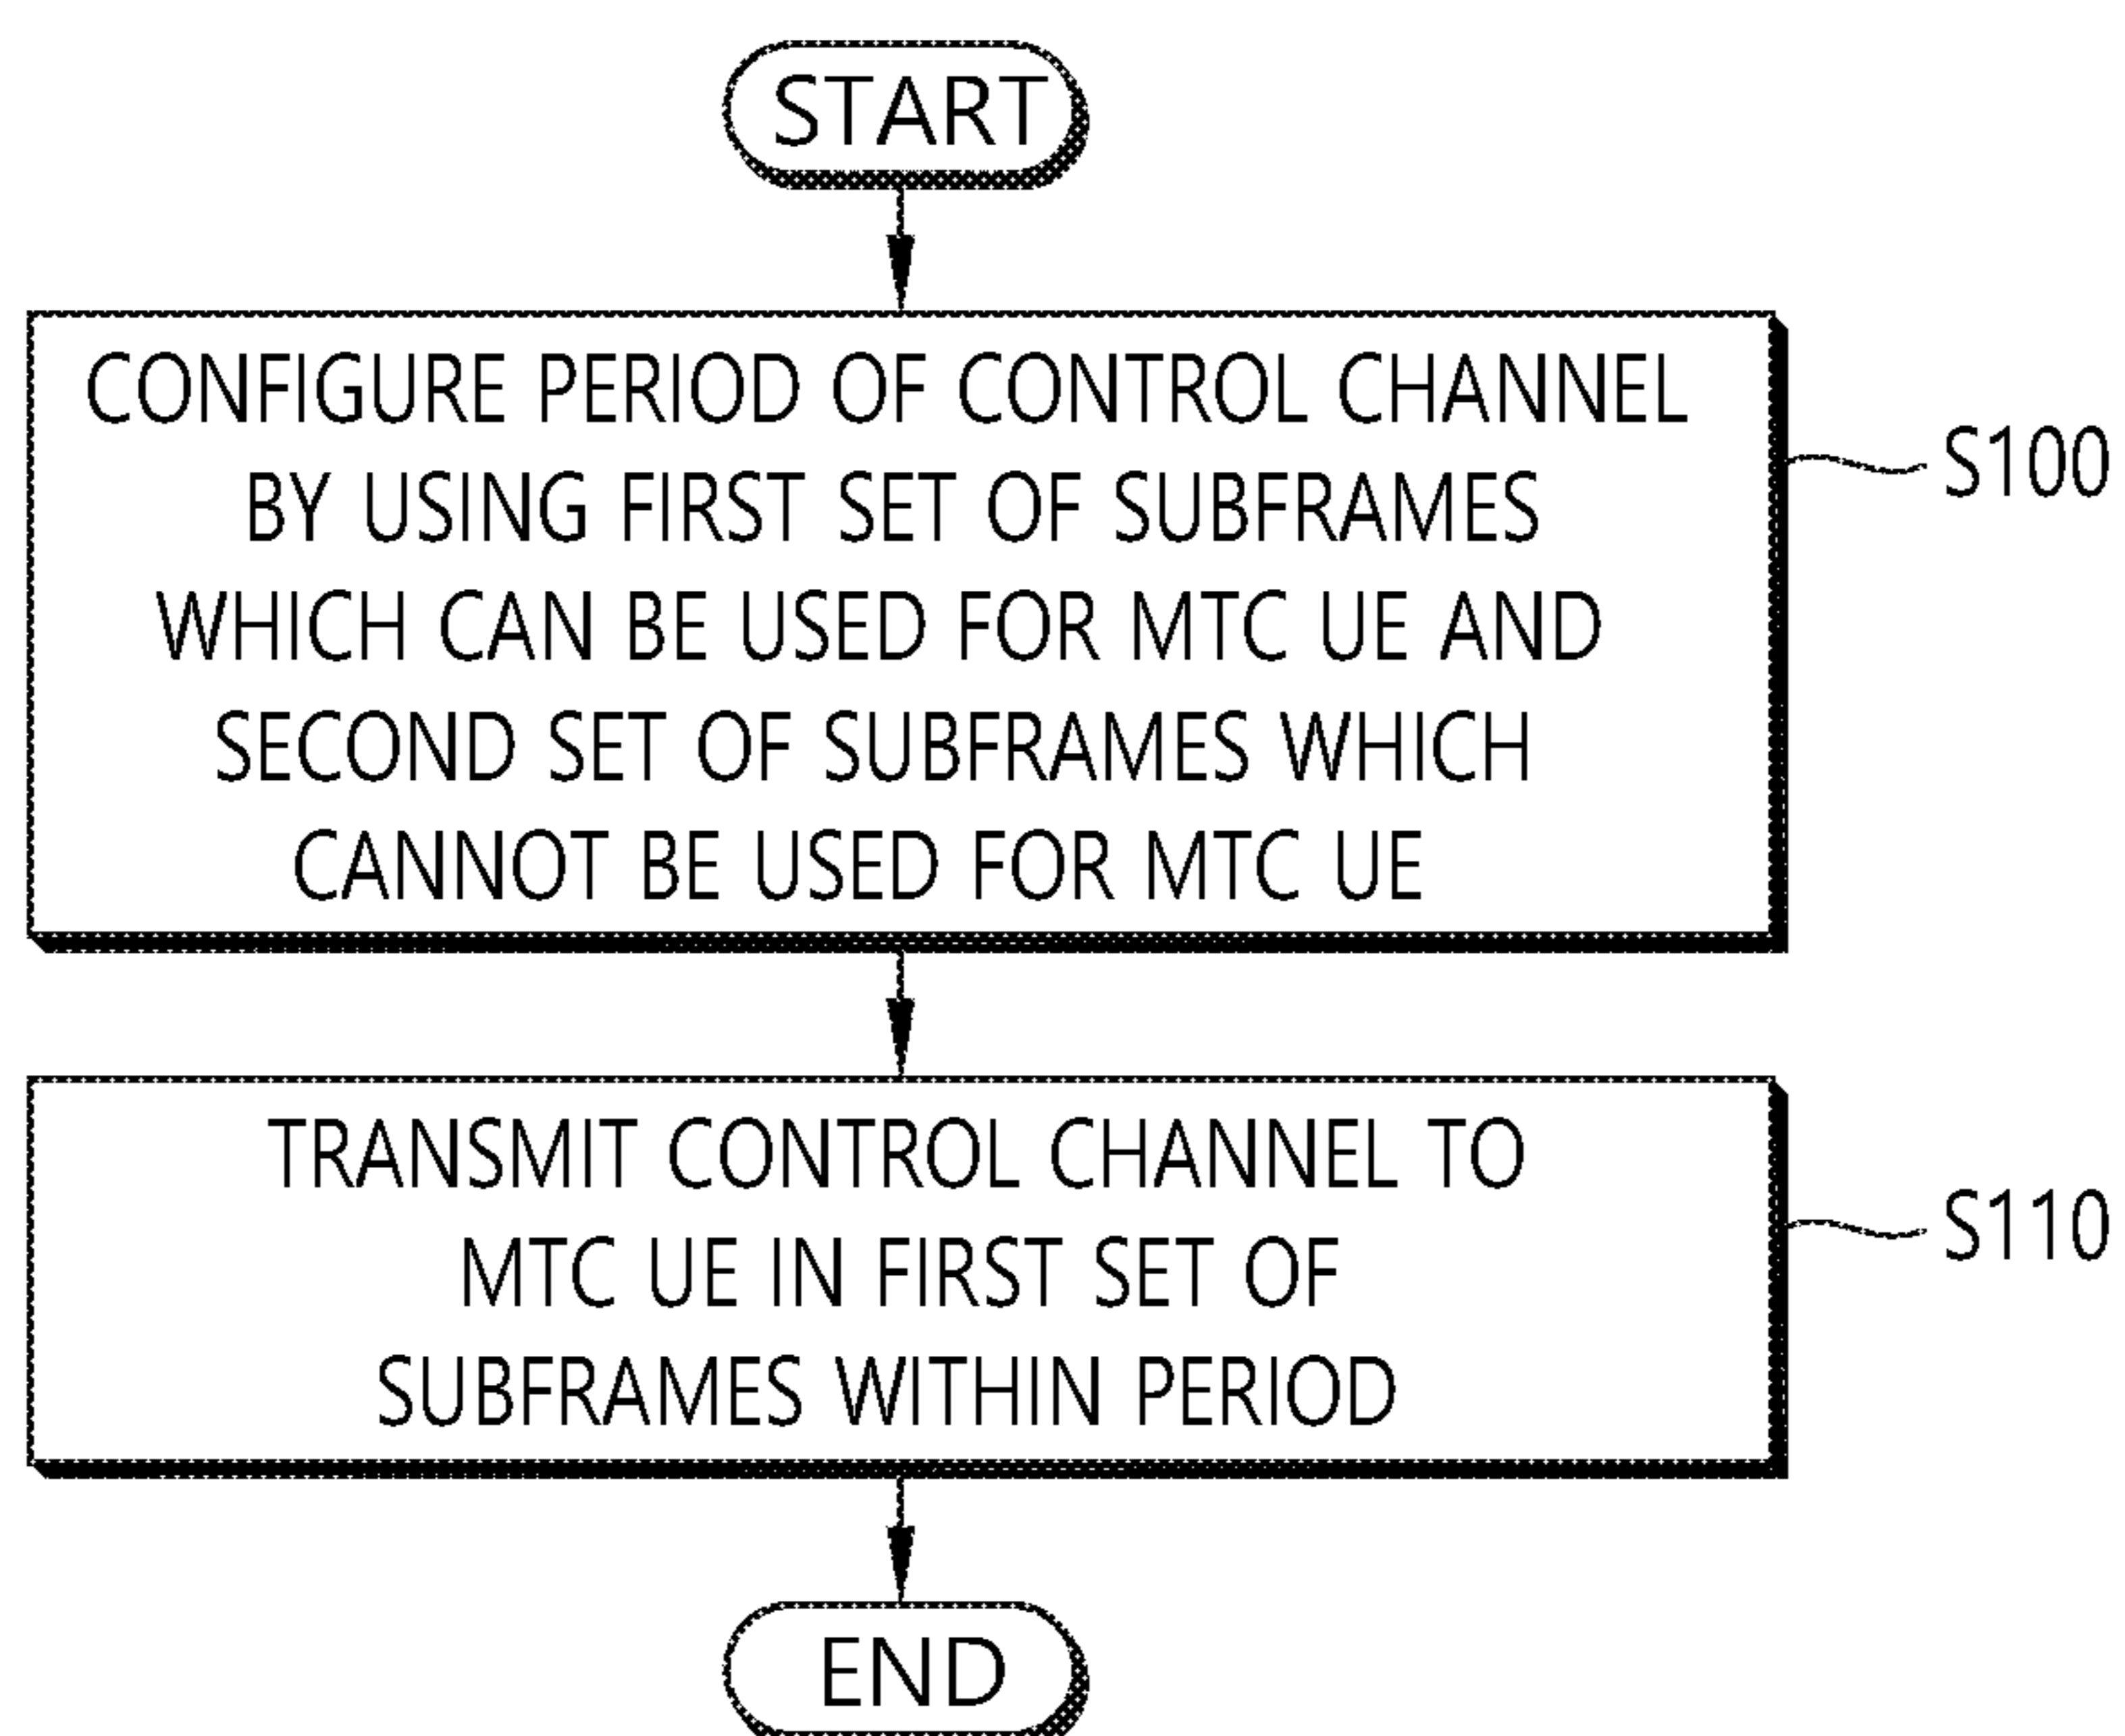 START
CONFIGURE PERIOD OF CONTROL CHANNEL
BY USING FIRST SET OF SUBFRAMES
WHICH CAN BE USED FOR MTC UE AND
SECOND SET OF SUBFRAMES WHICH
CANNOT BE USED FOR MTC UE
S100
TRANSMIT CONTROL CHANNEL TO
MTC UE IN FIRST SET OF
SUBFRAMES WITHIN PERIOD
S110
END